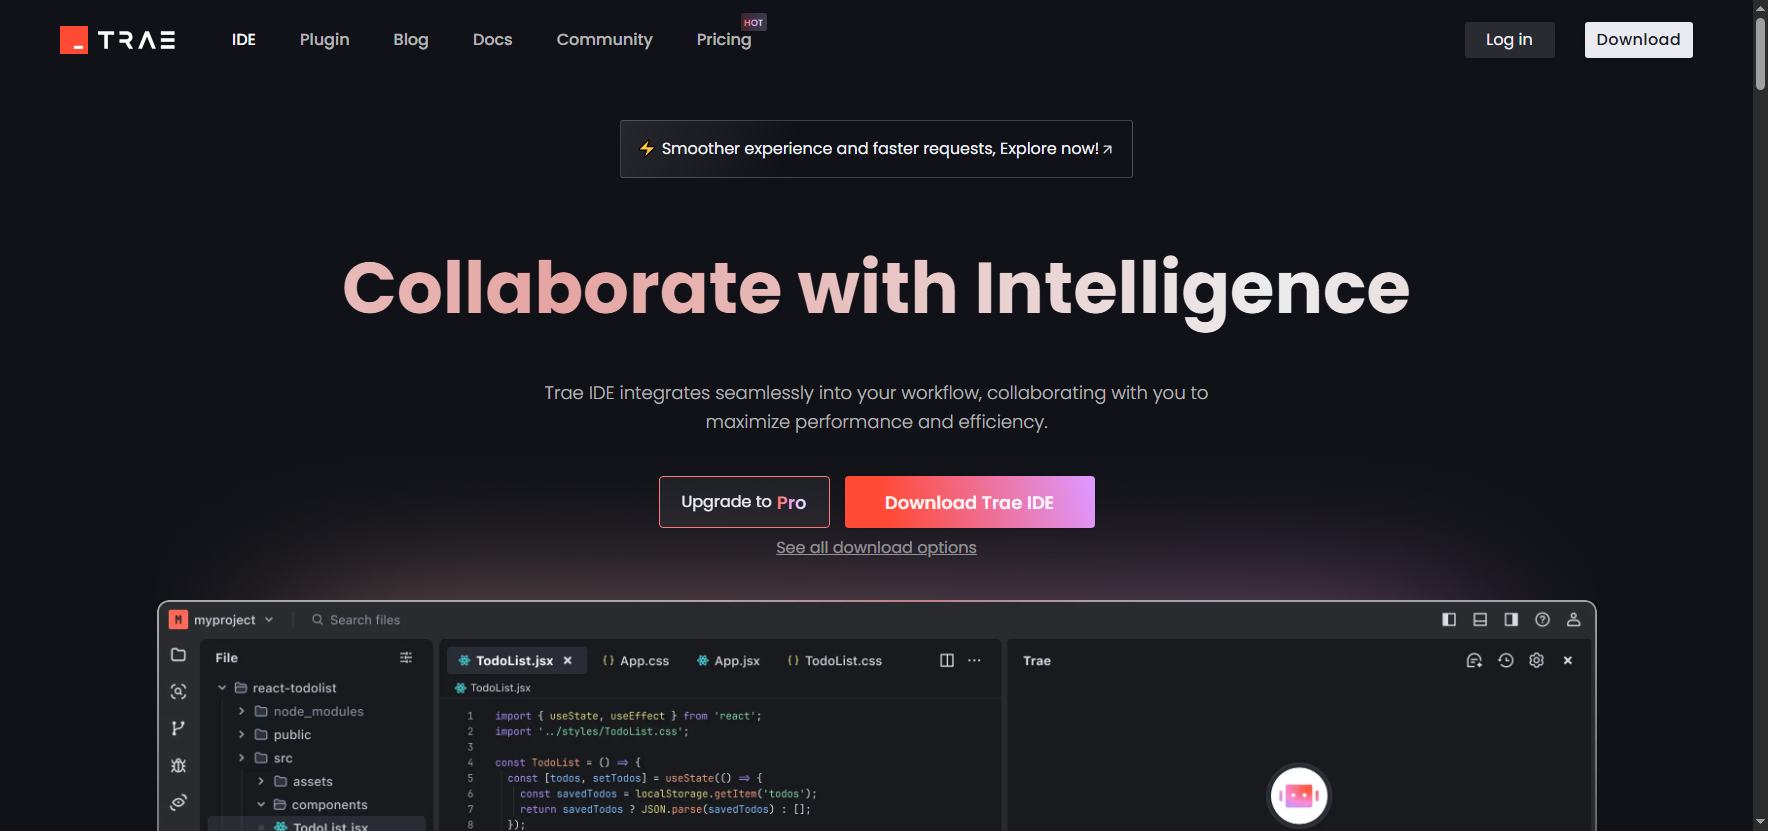 TRAE
IDE
Plugin
Blog
Docs
Community
Pricing
HOT
Log in
Download
⚡ Smoother experience and faster requests, Explore now! ↗
Collaborate with Intelligence
Trae IDE integrates seamlessly into your workflow, collaborating with you to
maximize performance and efficiency.
Upgrade to Pro
Download Trae IDE
See all download options
M myproject
Search files
File
react-todolist
node_modules
public
src
assets
components
TodoList.jsx
TodoList.jsx ×
{} App.css
App.jsx
{} TodoList.css
TodoList.jsx
1 import { useState, useEffect } from 'react';
2 import '../styles/TodoList.css';
3
4 const TodoList = () => {
5 const [todos, setTodos] = useState(() => {
6 const savedTodos = localStorage.getItem('todos');
7 return savedTodos ? JSON.parse(savedTodos) : [];
8 });
Trae